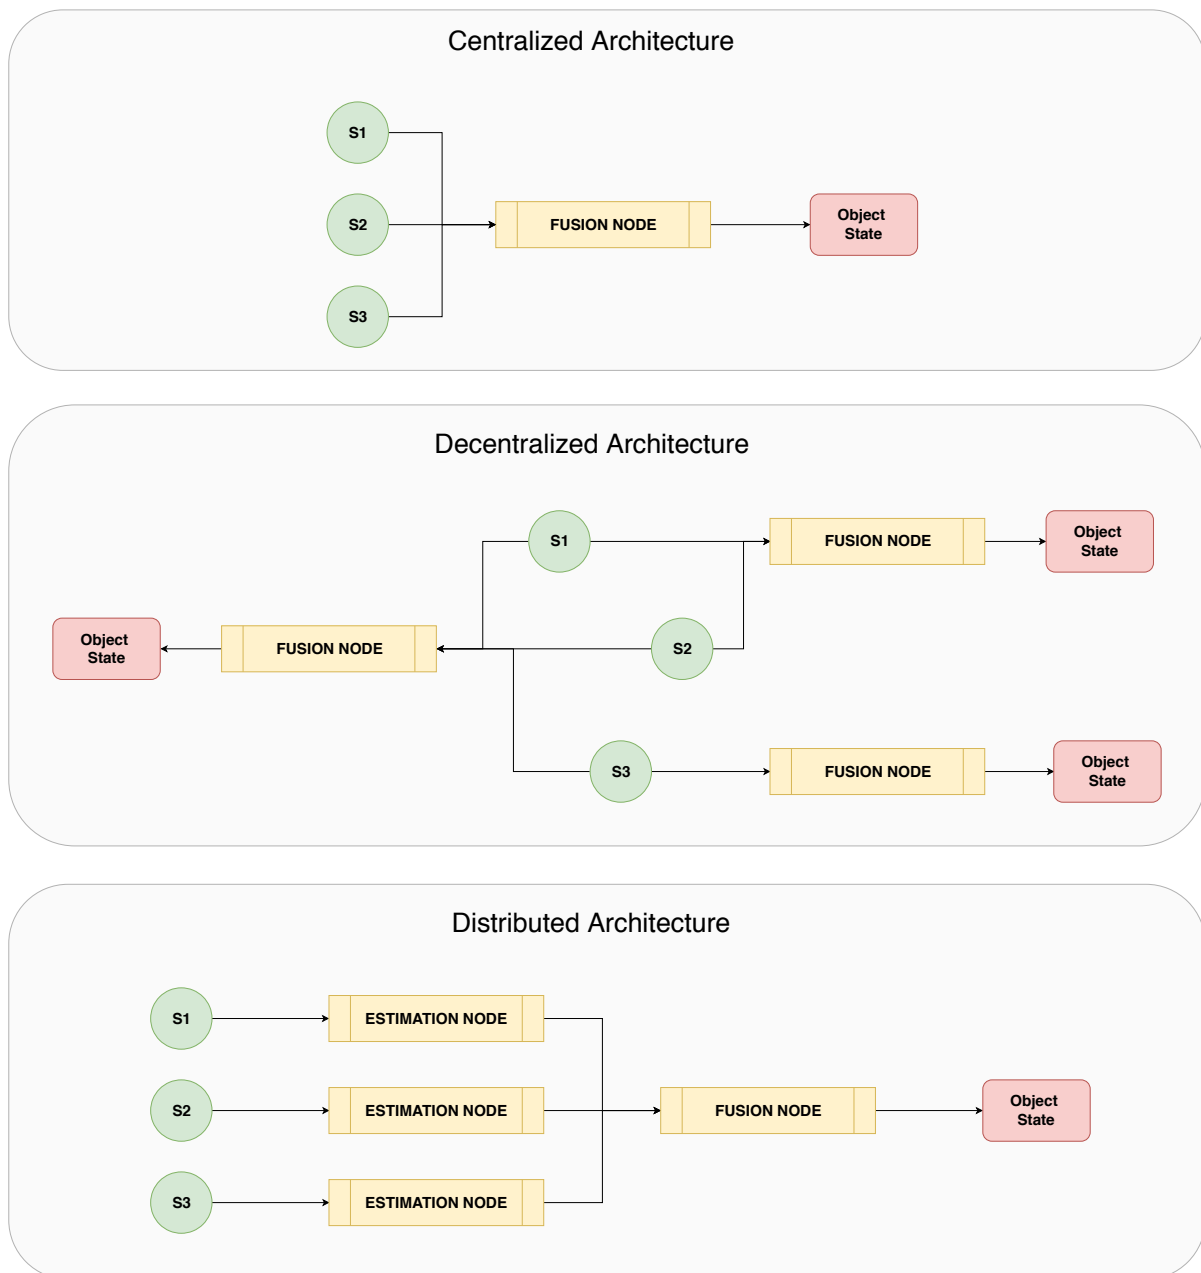 Centralized Architecture
S1
S2
FUSION NODE
Object
State
S3
Decentralized Architecture
S1
FUSION NODE
Object
State
Object
State
FUSION NODE
S2
S3
FUSION NODE
Object
State
Distributed Architecture
S1
ESTIMATION NODE
S2
ESTIMATION NODE
FUSION NODE
Object
State
S3
ESTIMATION NODE